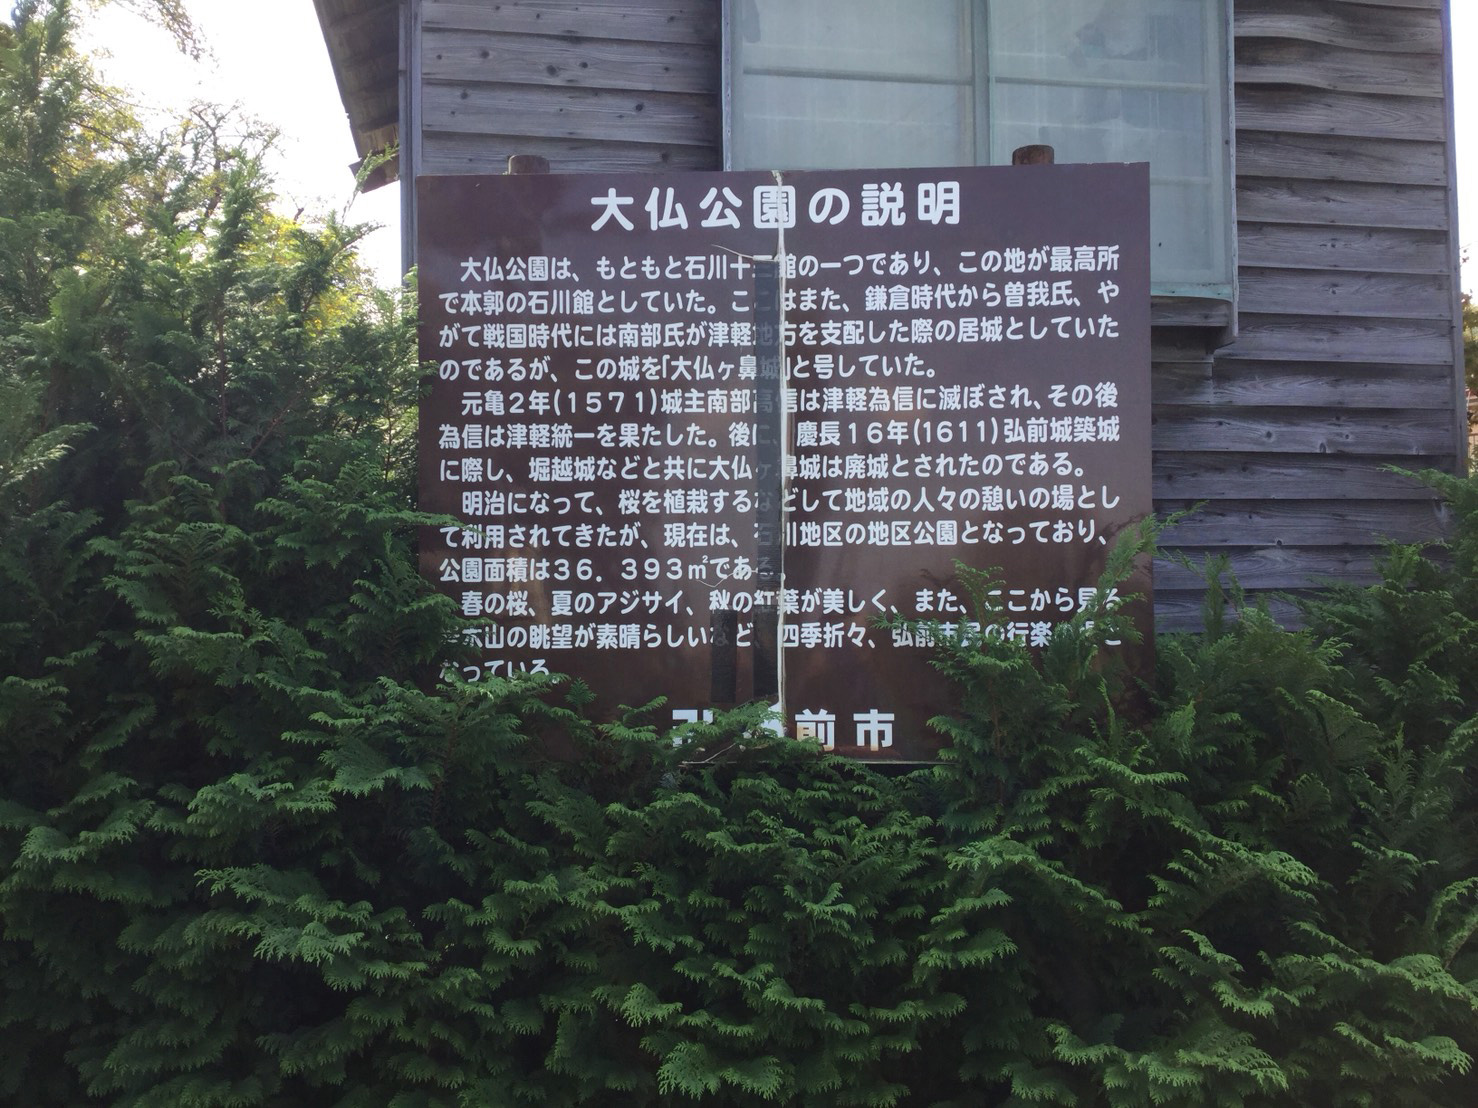 大仏公園の説明
大仏公園は、もともと石川十三館の一つであり、この地が最高所
で本郭の石川館としていた。ここはまた、鎌倉時代から曽我氏、や
がて戦国時代には南部氏が津軽地方を支配した際の居城としていた
のであるが、この城を「大仏ヶ鼻城」と号していた。
元亀2年(1571)城主南部高信は津軽為信に滅ぼされ、その後
為信は津軽統一を果たした。後に、慶長16年(1611)弘前城築城
に際し、堀越城などと共に大仏ヶ鼻城は廃城とされたのである。
明治になって、桜を植栽するなどして地域の人々の憩いの場とし
て利用されてきたが、現在は、石川地区の地区公園となっており、
公園面積は36.393㎡である
春の桜、夏のアジサイ、秋の紅葉が美しく、また、ここから見る
木山の眺望が素晴らしいなど、四季折々、弘前市民の行楽
なっている。
前市